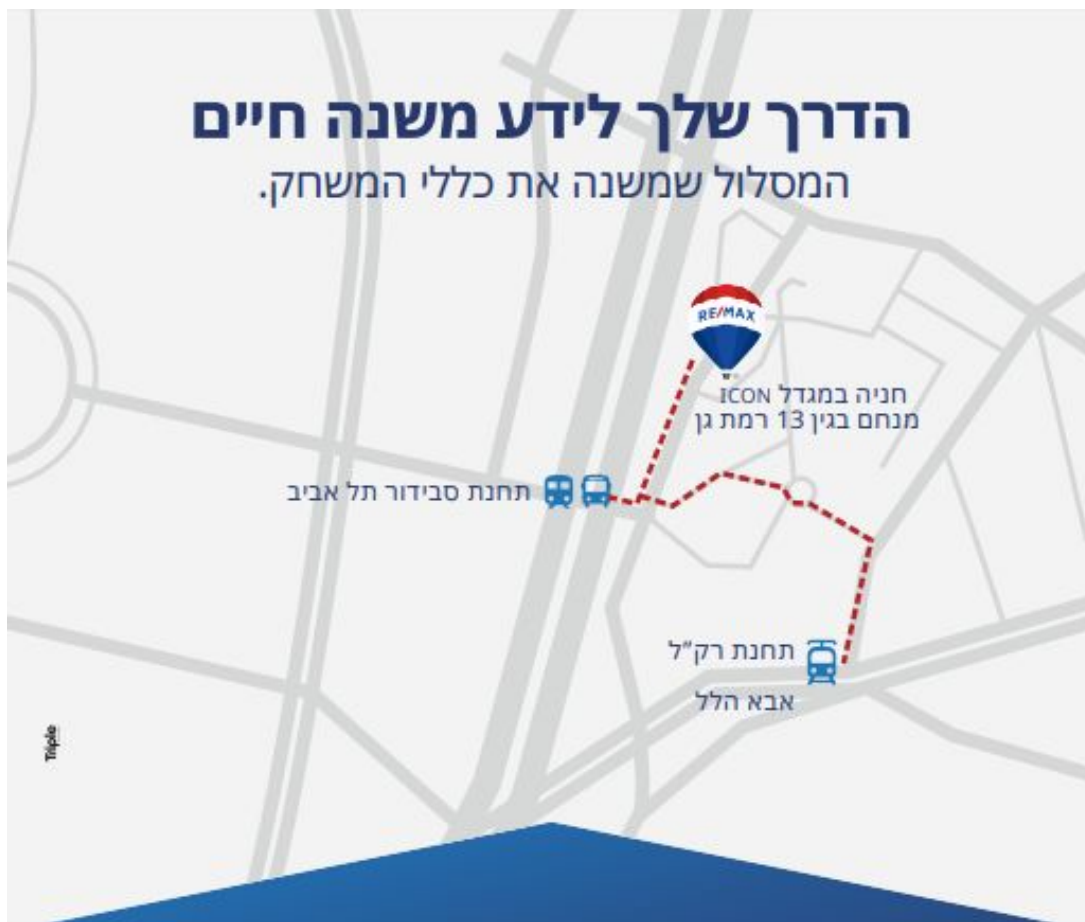 הדרך שלך לידע משנה חיים
המסלול שמשנה את כללי המשחק.
RE/MAX
חניה במגדל ICON
מנחם בגין 13 רמת גן
תחנת סבידור תל אביב
תחנת רק"ל
אבא הלל
Triple